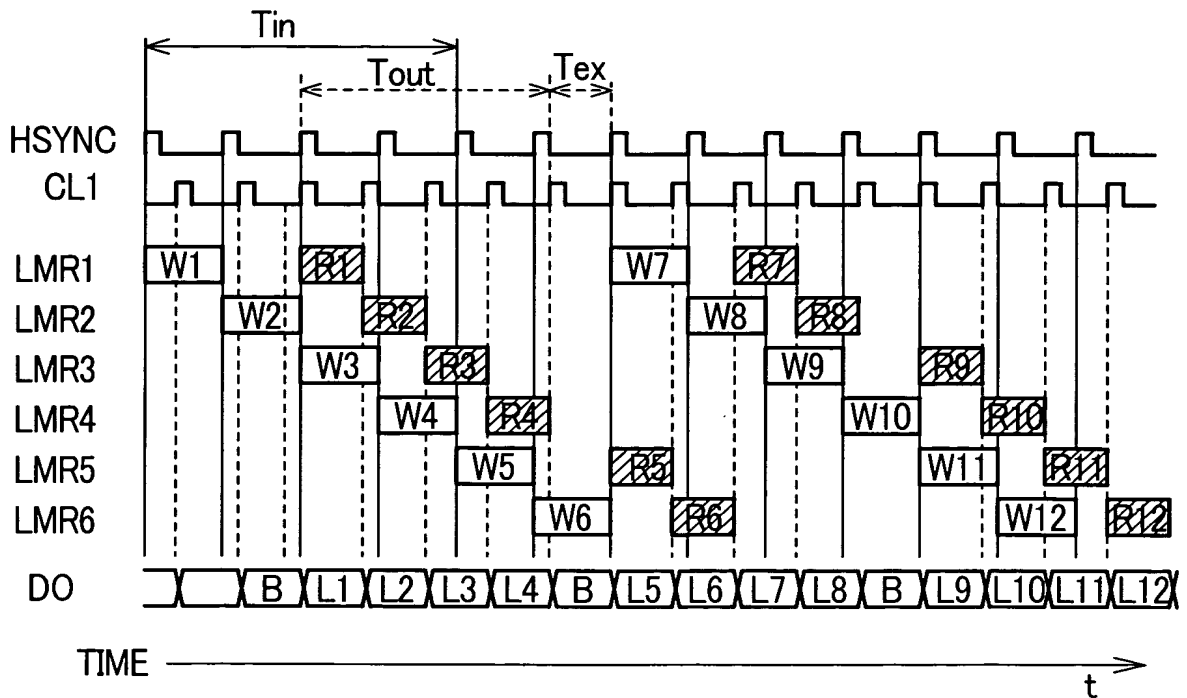 Tin
Tout
Tex
HSYNC
CL1
LMR1 W1 R1 W7 R7
LMR2 W2 R2 W8 R8
LMR3 W3 R3 W9 R9
LMR4 W4 R4 W10 R10
LMR5 W5 R5 W11 R11
LMR6 W6 R6 W12 R12
DO B L1 L2 L3 L4 B L5 L6 L7 L8 B L9 L10 L11 L12
TIME
t